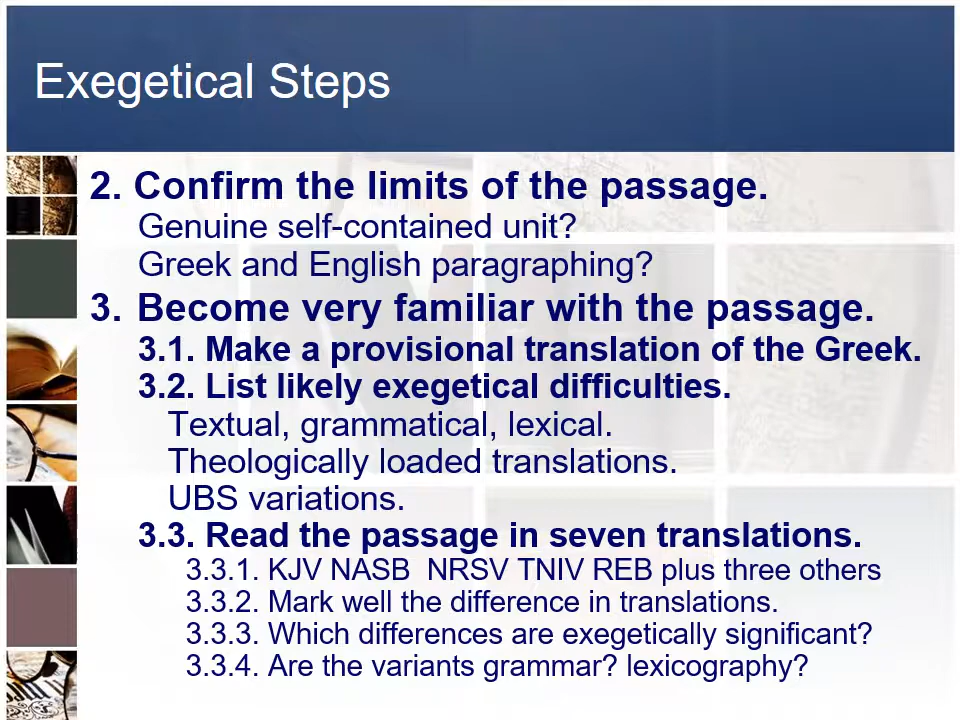 Exegetical Steps
2. Confirm the limits of the passage.
Genuine self-contained unit?
Greek and English paragraphing?
3. Become very familiar with the passage.
3.1. Make a provisional translation of the Greek.
3.2. List likely exegetical difficulties.
Textual, grammatical, lexical.
Theologically loaded translations.
UBS variations.
3.3. Read the passage in seven translations.
3.3.1. KJV NASB  NRSV TNIV REB plus three others
3.3.2. Mark well the difference in translations.
3.3.3. Which differences are exegetically significant?
3.3.4. Are the variants grammar? lexicography?